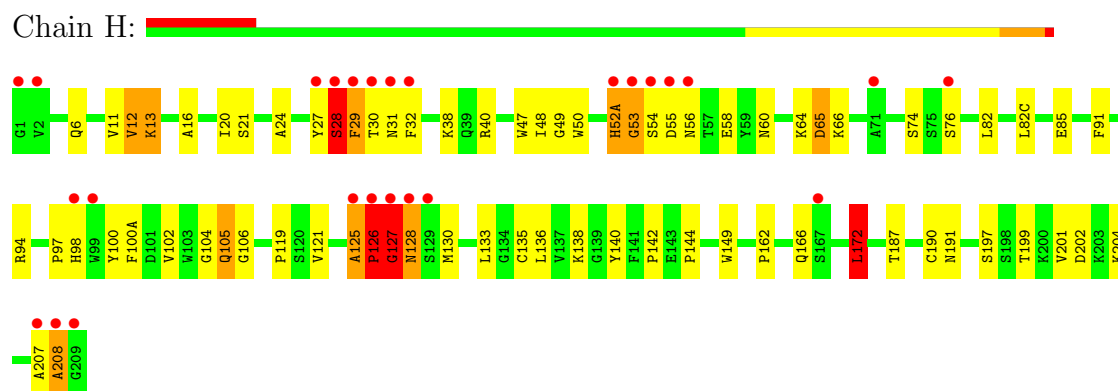 Chain H:
G1 V2 Q6 V11 V12 K13 A16 I20 S21 A24 Y27 S28 F29 T30 N31 F32 K38 Q39 R40 W47 I48 G49 W50 H52A G53 S54 D55 N56 T57 E58 Y59 N60 K64 D65 K66 A71 S74 S75 S76 L82 L82C E85 F91
R94 P97 H98 W99 Y100 F100A D101 V102 W103 G104 Q105 G106 P119 S120 V121 A125 P126 G127 N128 S129 M130 L133 G134 C135 L136 V137 K138 G139 Y140 F141 P142 E143 P144 W149 P162 Q166 S167 L172 T187 C190 N191 S197 S198 T199 K200 V201 D202 K203 K204
A207 A208 G209